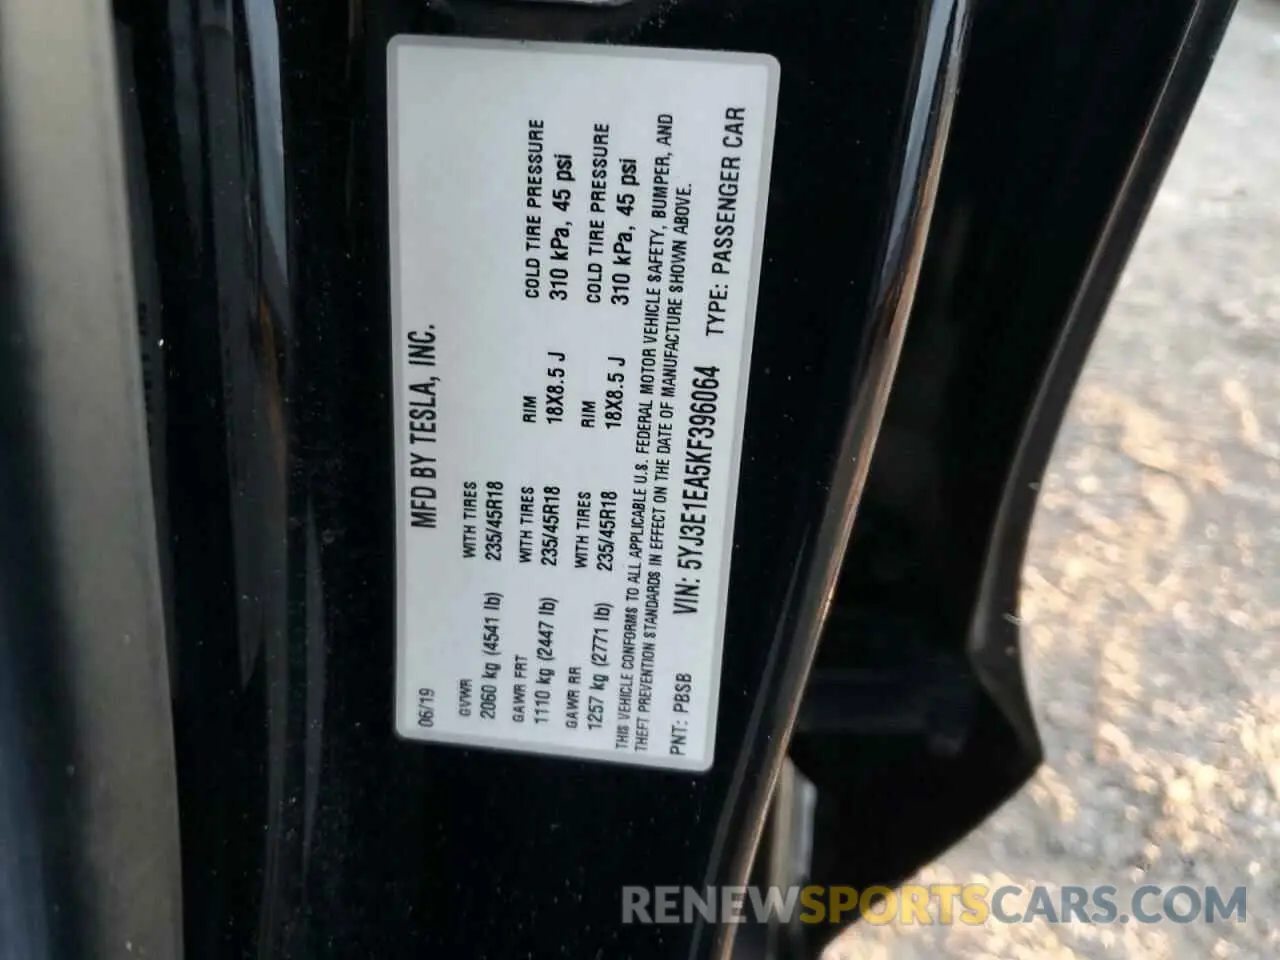 MFD BY TESLA, INC.
06/19
GVWR WITH TIRES
2060 kg (4541 lb) 235/45R18
GAWR FRT WITH TIRES RIM COLD TIRE PRESSURE
1110 kg (2447 lb) 235/45R18 18X8.5 J 310 kPa, 45 psi
GAWR RR WITH TIRES RIM COLD TIRE PRESSURE
1257 kg (2771 lb) 235/45R18 18X8.5 J 310 kPa, 45 psi
THIS VEHICLE CONFORMS TO ALL APPLICABLE U.S. FEDERAL MOTOR VEHICLE SAFETY, BUMPER, AND
THEFT PREVENTION STANDARDS IN EFFECT ON THE DATE OF MANUFACTURE SHOWN ABOVE.
PNT: PBSB VIN: 5YJ3E1EA5KF396064 TYPE: PASSENGER CAR
RENEWSPORTSCARS.COM